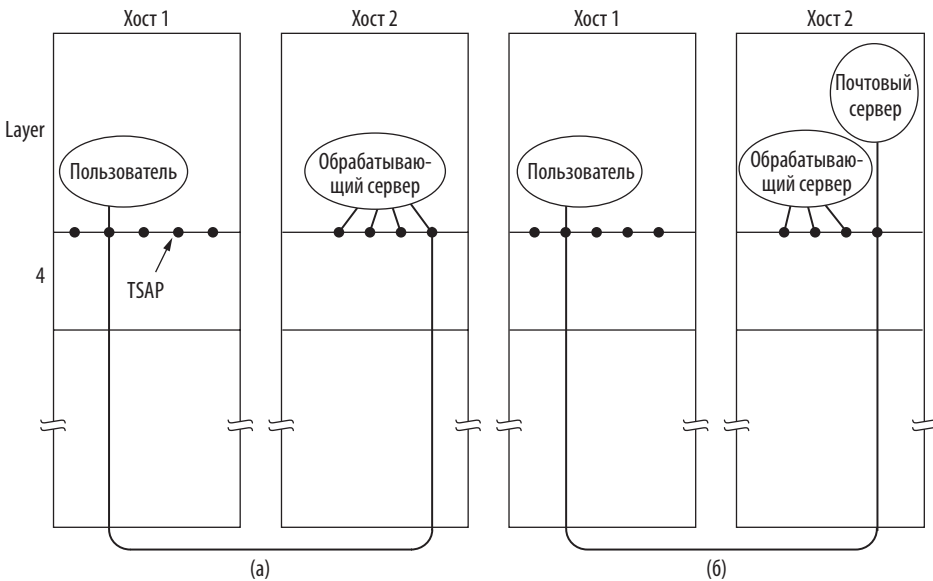 Хост 1
Хост 2
Хост 1
Хост 2
Layer
4
Пользователь
Обрабатываю-
щий сервер
TSAP
Пользователь
Обрабатываю-
щий сервер
Почтовый
сервер
(а)
(б)